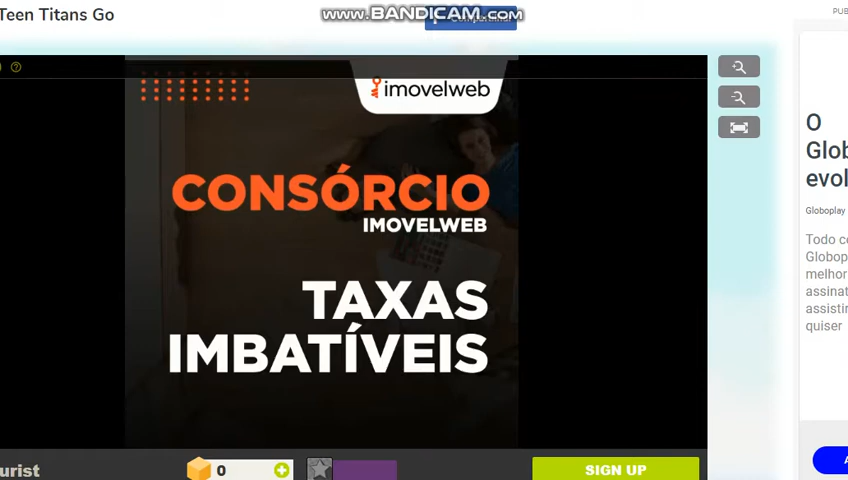 Teen Titans Go
www.BANDICAM.com
PUB
imovelweb
CONSÓRCIO
IMOVELWEB
TAXAS
IMBATÍVEIS
O
Glob
evol
Globoplay
Todo co
Globop
melhor
assinat
assistir
quiser
urist
0
SIGN UP